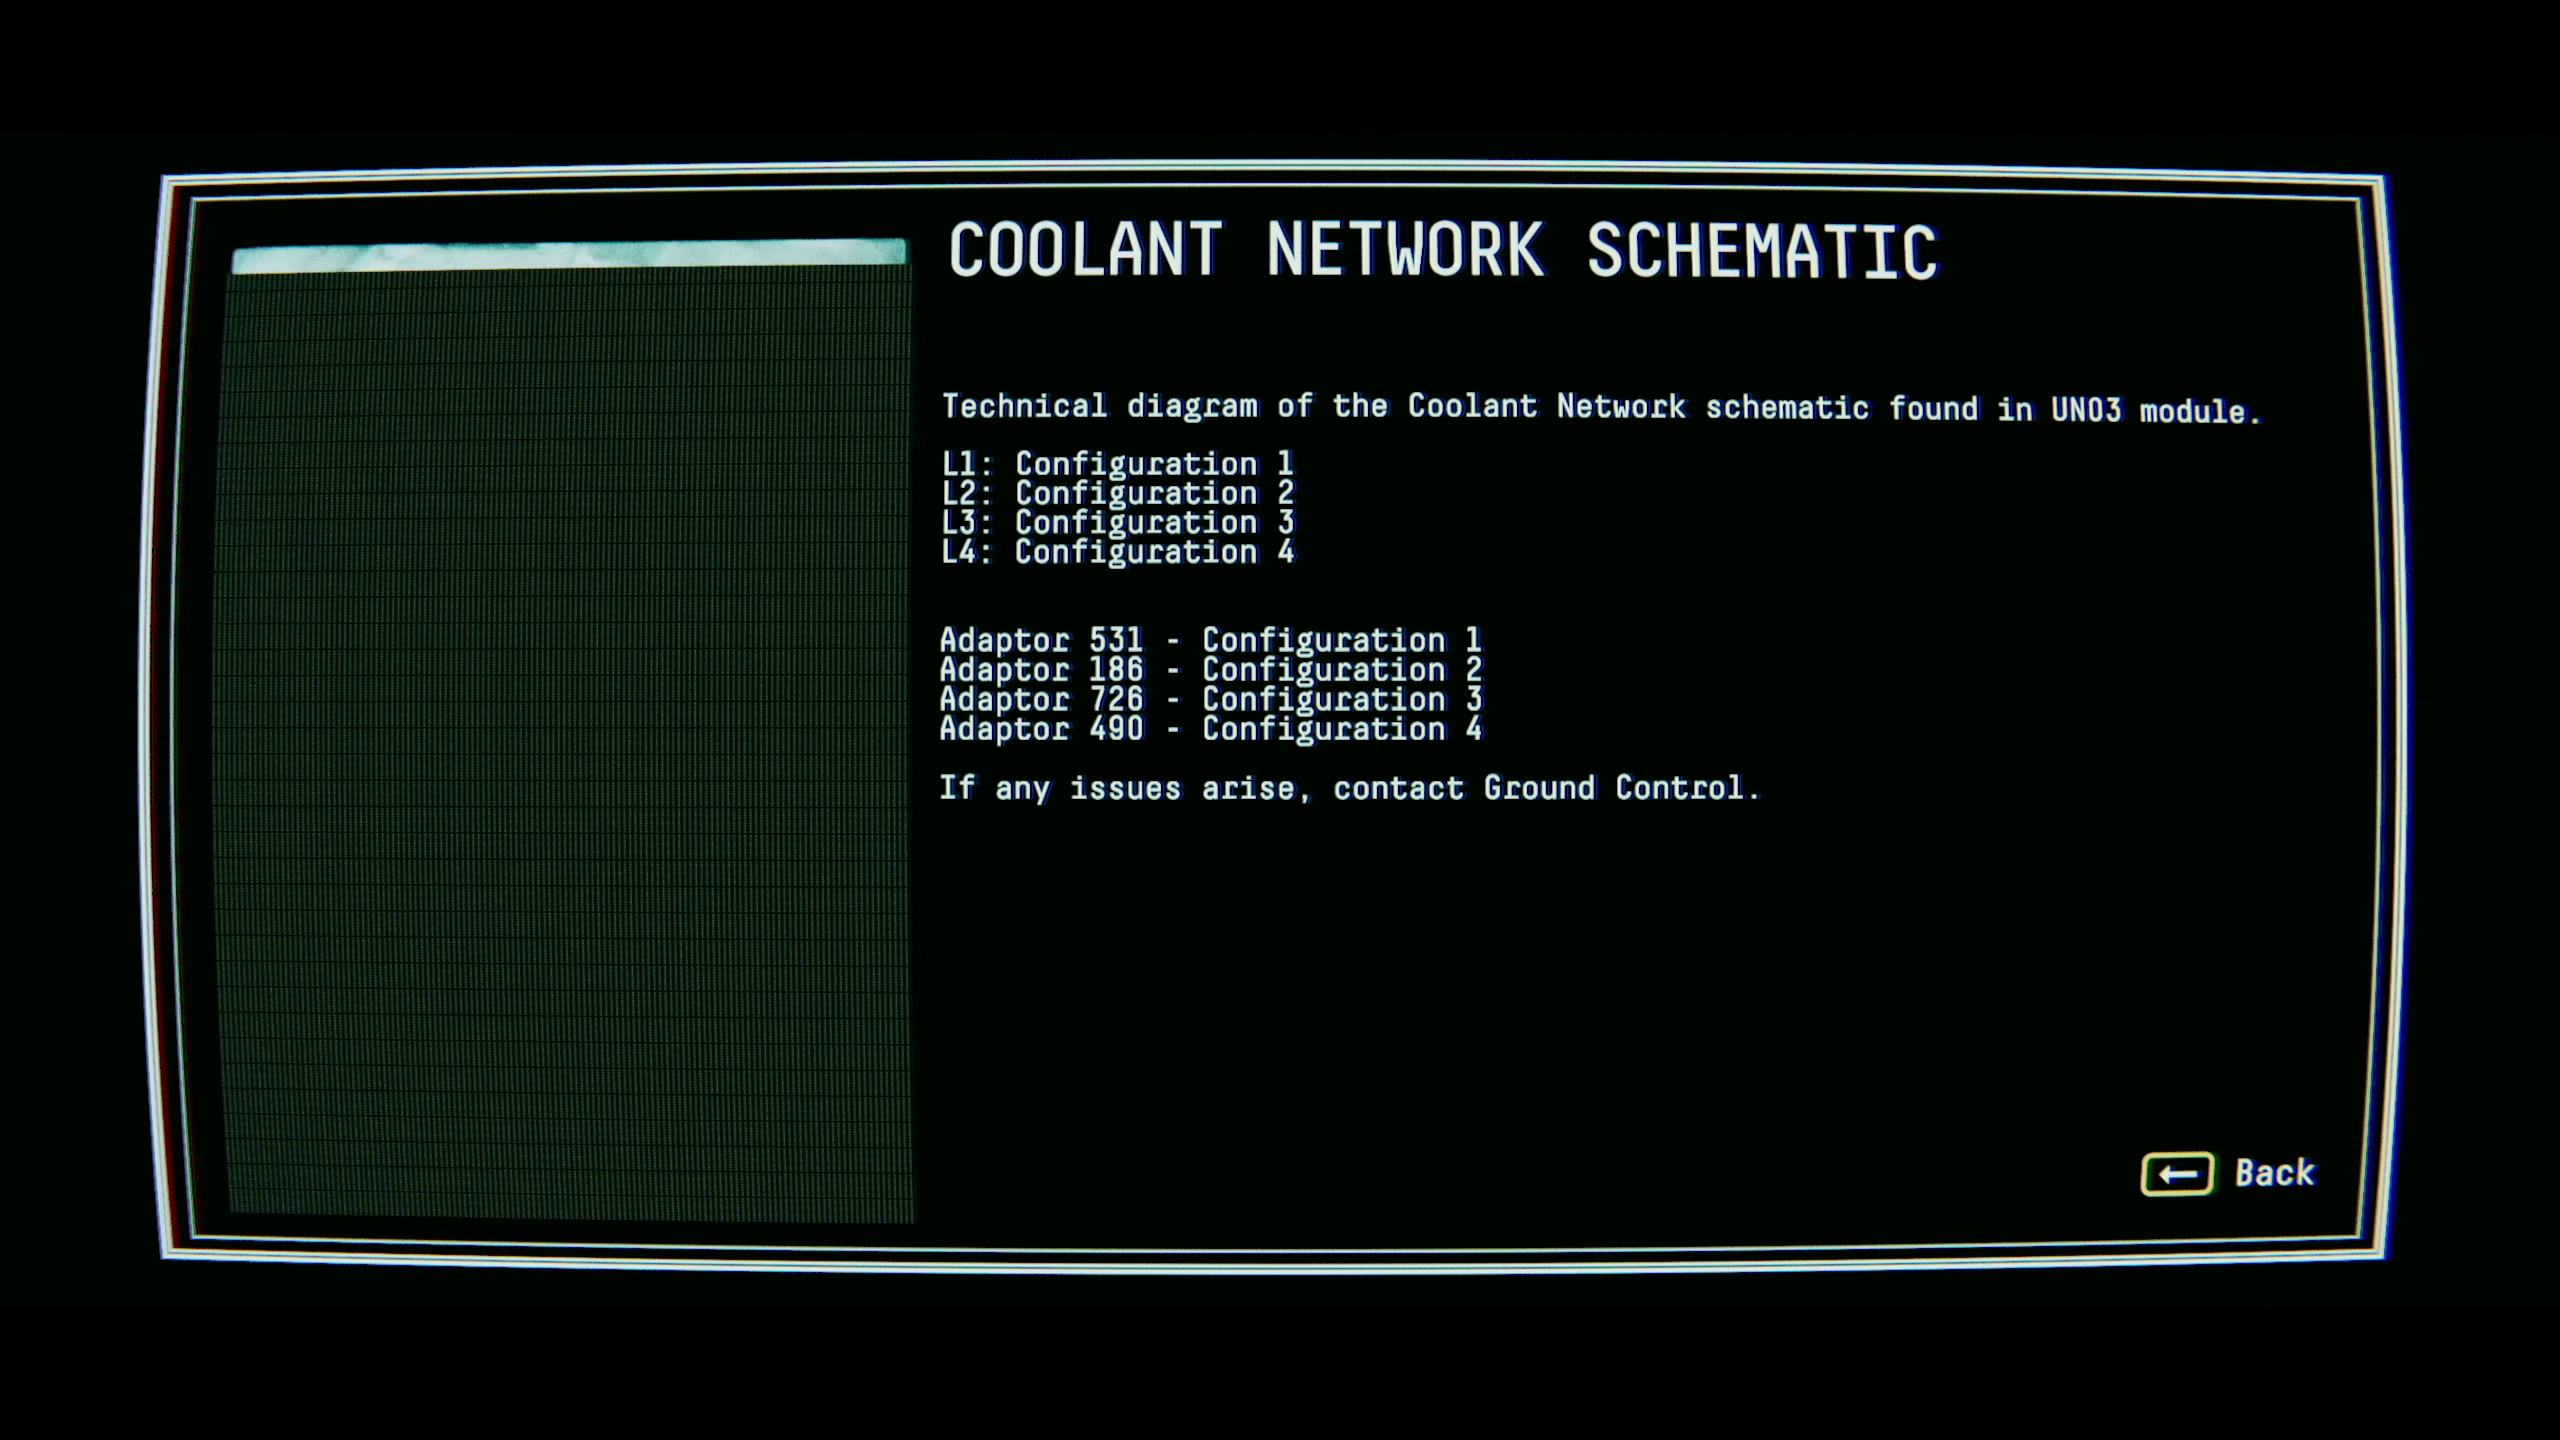 COOLANT NETWORK SCHEMATIC
Technical diagram of the Coolant Network schematic found in UNO3 module.
L1: Configuration 1
L2: Configuration 2
L3: Configuration 3
L4: Configuration 4
Adaptor 531 - Configuration 1
Adaptor 186 - Configuration 2
Adaptor 726 - Configuration 3
Adaptor 490 - Configuration 4
If any issues arise, contact Ground Control.
Back